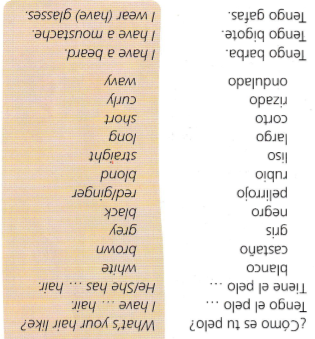 ¿Cómo es tu pelo? What's your hair like?
Tengo el pelo ... I have ... hair.
Tiene el pelo ... He/She has ... hair.
blanco white
castaño brown
gris grey
negro black
pelirrojo red/ginger
rubio blond
liso straight
largo long
corto short
rizado curly
ondulado wavy
Tengo barba. I have a beard.
Tengo bigote. I have a moustache.
Tengo gafas. I wear (have) glasses.